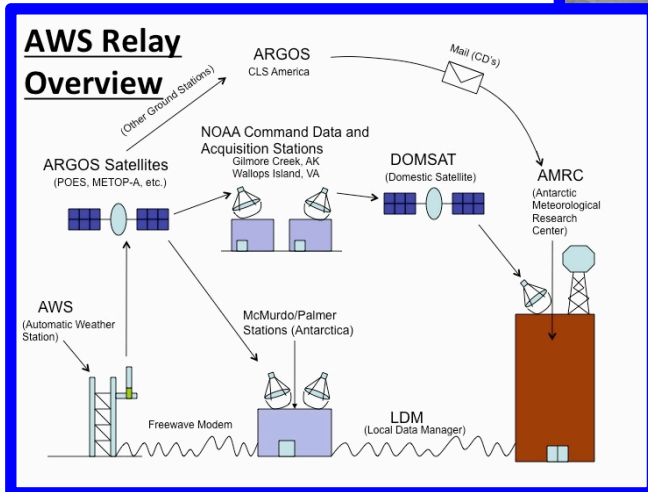 AWS Relay
Overview
ARGOS
CLS America
Mail (CD's)
(Other Ground Stations)
NOAA Command Data and
Acquisition Stations
Gilmore Creek, AK
Wallops Island, VA
ARGOS Satellites
(POES, METOP-A, etc.)
DOMSAT
(Domestic Satellite)
AMRC
(Antarctic
Meteorological
Research
Center)
AWS
(Automatic Weather
Station)
McMurdo/Palmer
Stations (Antarctica)
Freewave Modem
LDM
(Local Data Manager)